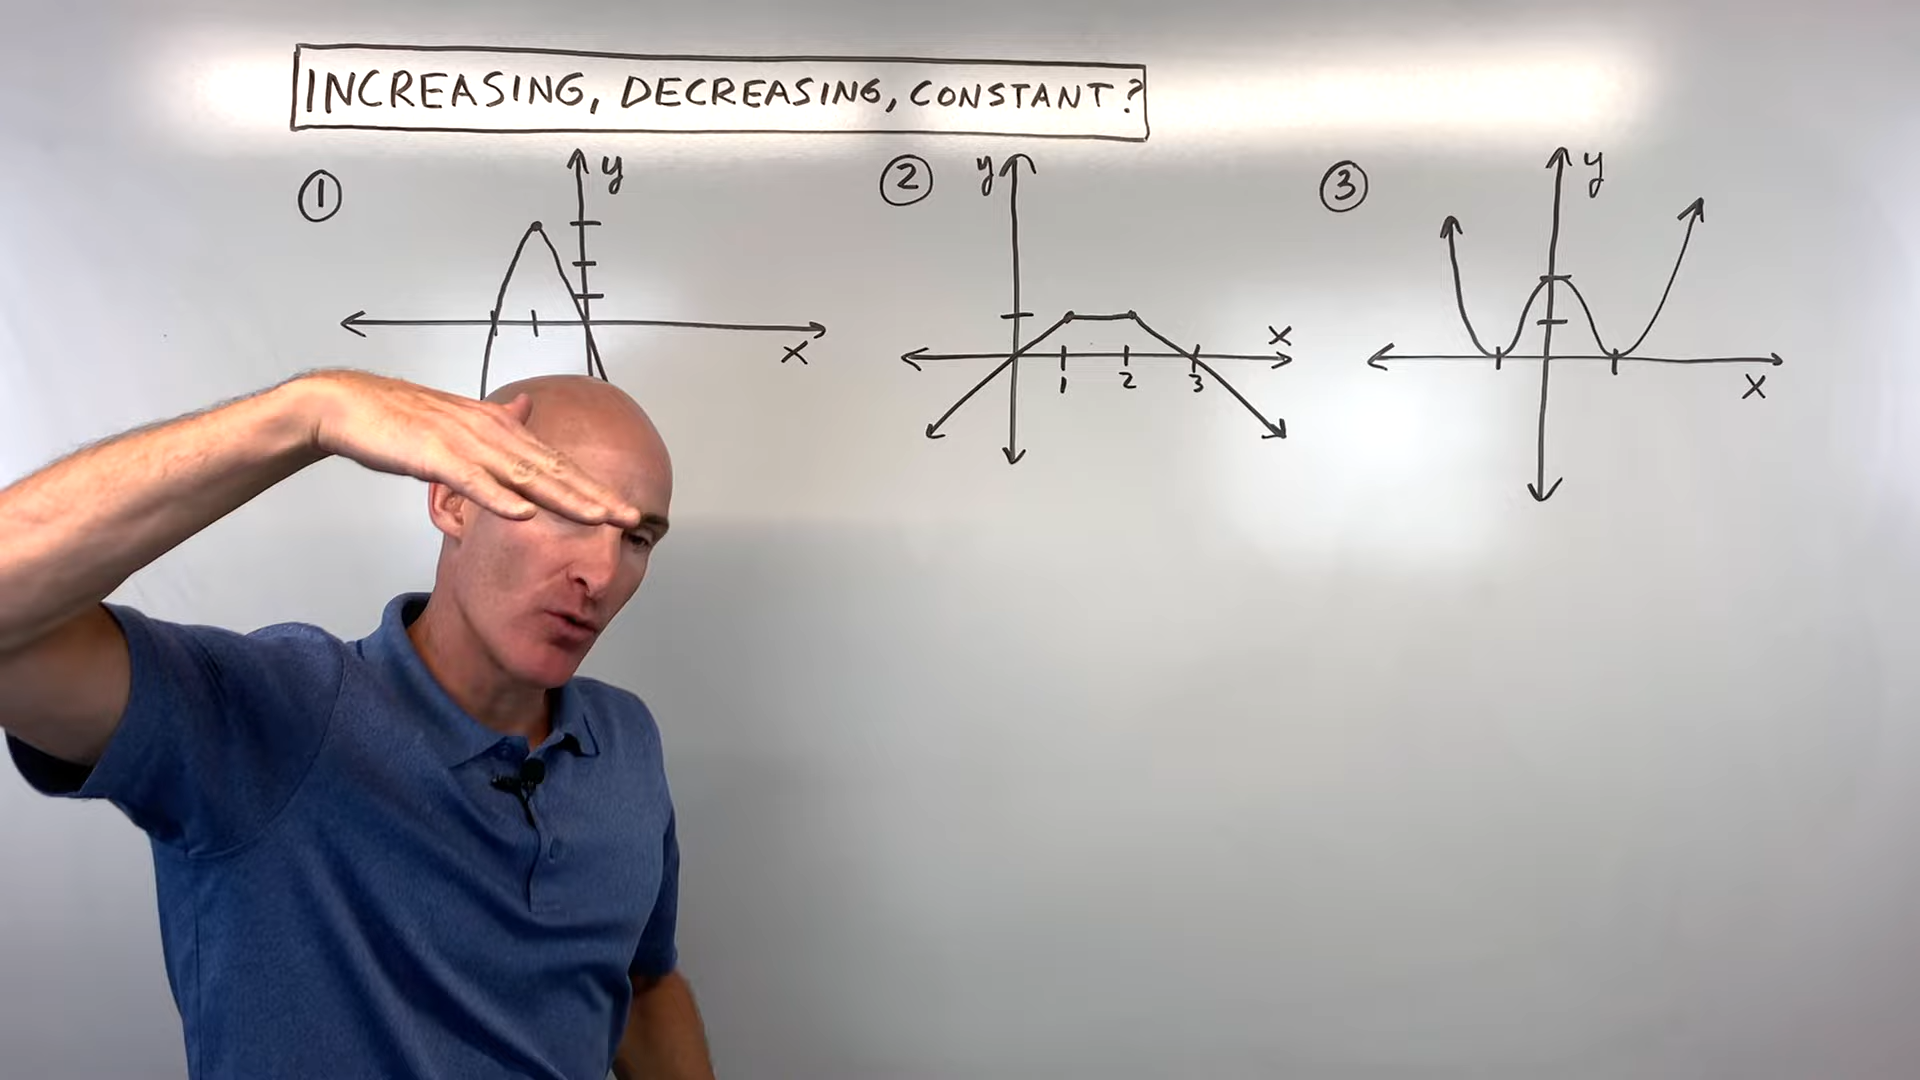 INCREASING, DECREASING, CONSTANT?
① y
x
② y
x
1 2 3
③ y
x